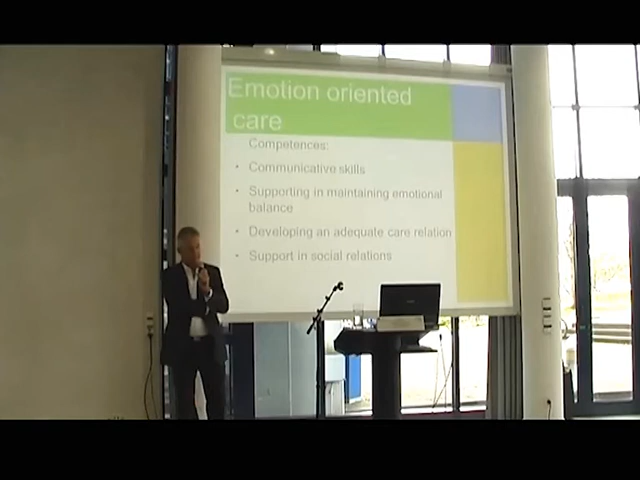 Emotion oriented
care
Competences:
• Communicative skills
• Supporting in maintaining emotional
balance
• Developing an adequate care relation
• Support in social relations